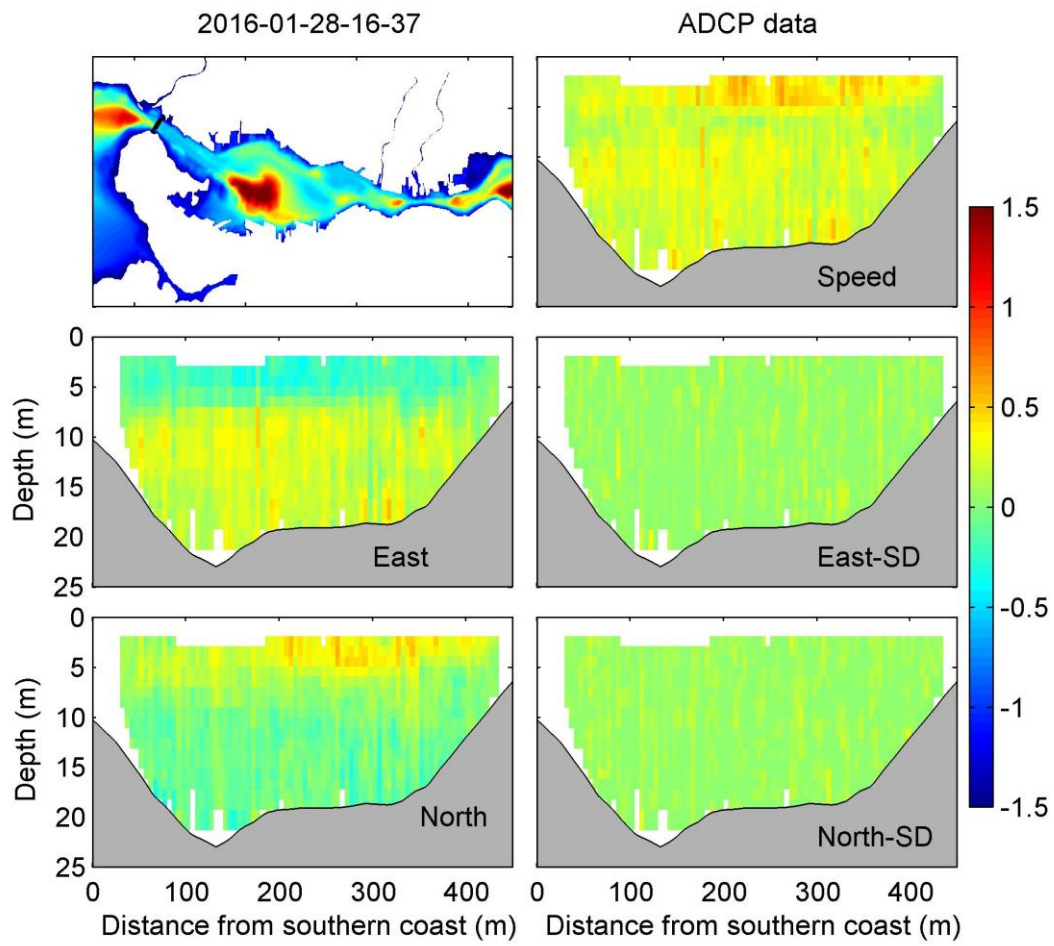 2016-01-28-16-37
ADCP data
Speed
1.5
1
0.5
0
-0.5
-1
-1.5
0
5
10
15
20
25
Depth (m)
East
East-SD
0
5
10
15
20
25
Depth (m)
North
North-SD
0 100 200 300 400
0 100 200 300 400
Distance from southern coast (m)
Distance from southern coast (m)